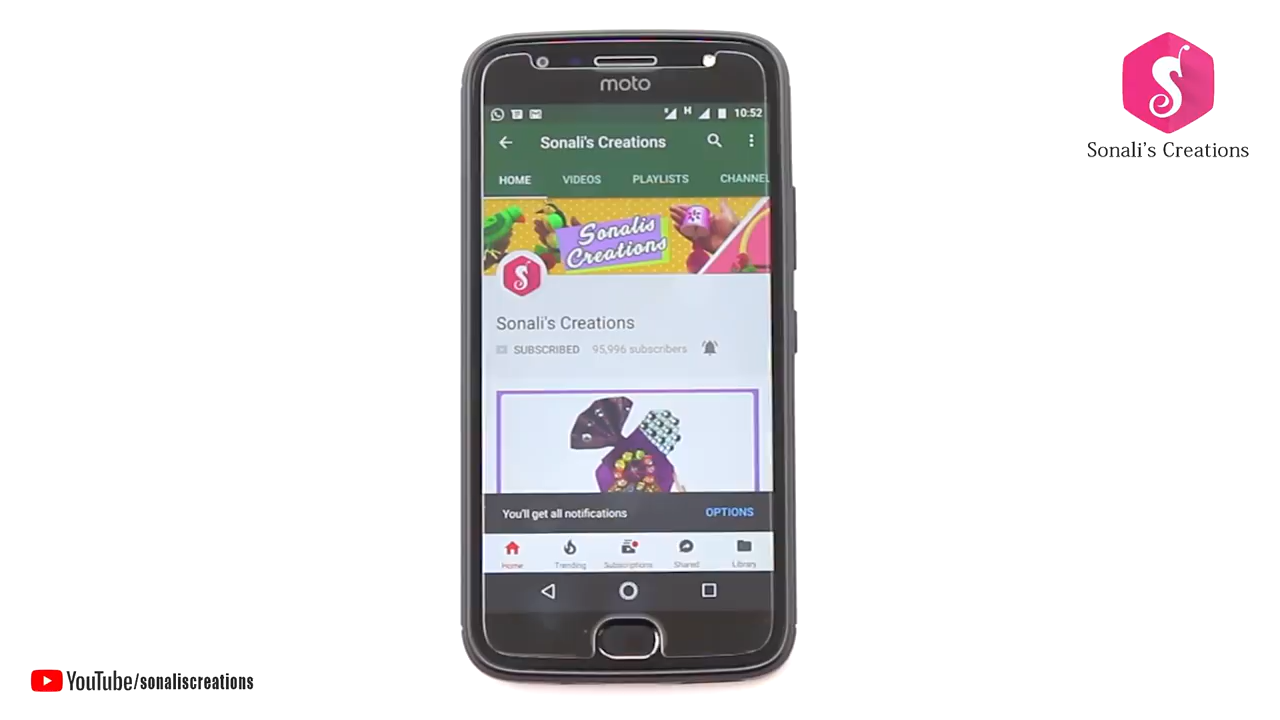 moto
10:52
Sonali's Creations
HOME VIDEOS PLAYLISTS CHANNEL
Sonalis
Creations
Sonali's Creations
SUBSCRIBED 95,996 subscribers
You'll get all notifications OPTIONS
Home Trending Subscriptions Shared Library
Sonali's Creations
YouTube/sonaliscreations